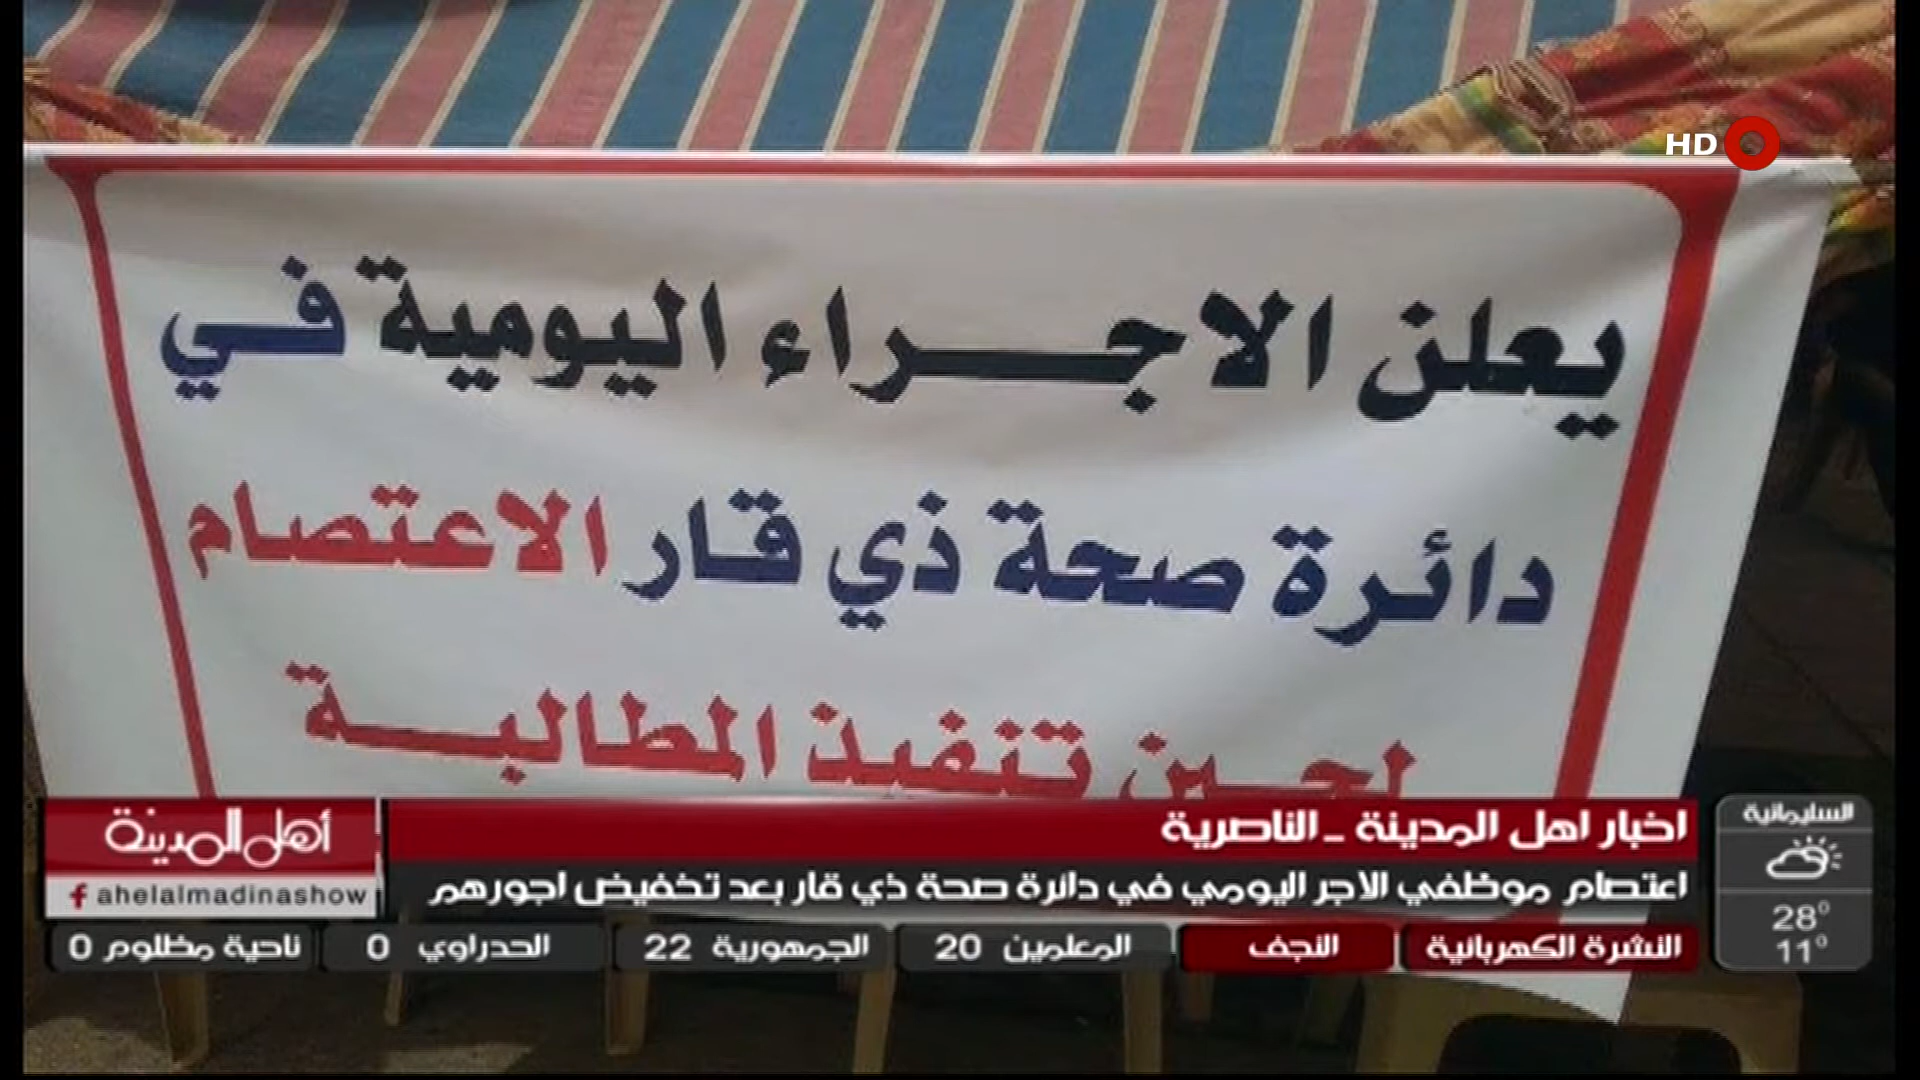 HD
يعلن الاجراء اليومية في
دائرة صحة ذي قار الاعتصام
لحين تنفيذ المطالبة
اخبار اهل المدينة - الناصرية
السليمانية
أهل المدينة
اعتصام موظفي الاجر اليومي في دائرة صحة ذي قار بعد تخفيض اجورهم
ahelalmadinashow
28°
11°
النشرة الكهربائية النجف المعلمين 20 الجمهورية 22 الحدراوي 0 ناحية مظلوم 0